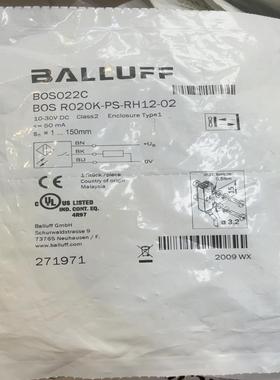 BALLUFF
BOS022C
BOS R020K-PS-RH12-02
10-30V DC Class2 Enclosure Type1
<= 50 mA
sn = 1 ... 150mm
BN
+UB
BK
BU
0V
1 piece
Country of origin
Malaysia
UL US LISTED
IND. CONT. EQ.
4R97
Balluff GmbH
Schurwaldstrasse 9
73765 Neuhausen / F.
www.balluff.com
271971
2009 WX